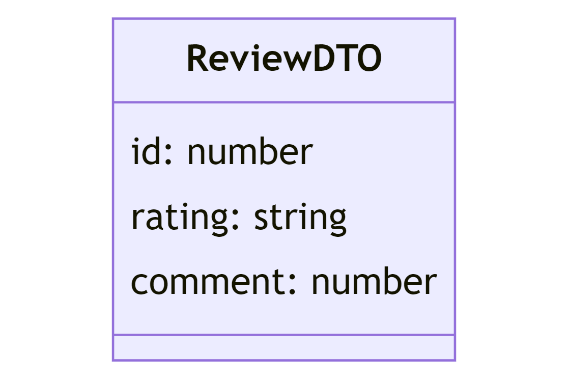 ReviewDTO
id: number
rating: string
comment: number